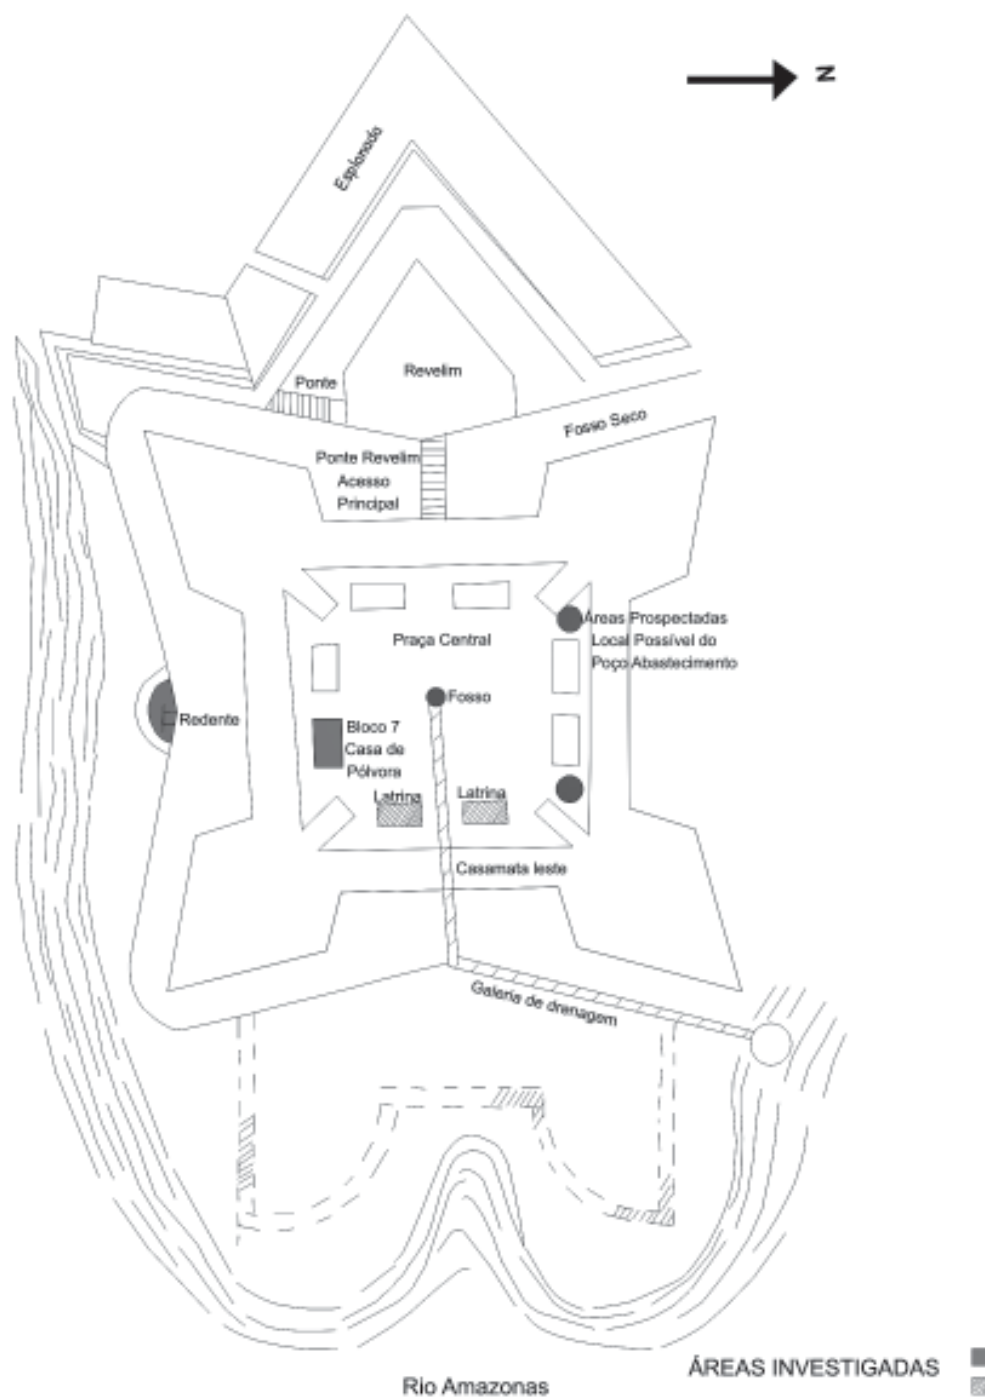 N
Esplanada
Revelim
Ponte
Fosso Seco
Ponte Revelim
Acesso
Principal
Áreas Prospectadas
Local Possível do
Poço Abastecimento
Praça Central
Fosso
Redente
Bloco 7
Casa de
Pólvora
Latrina
Latrina
Casamata leste
Galeria de drenagem
ÁREAS INVESTIGADAS
Rio Amazonas